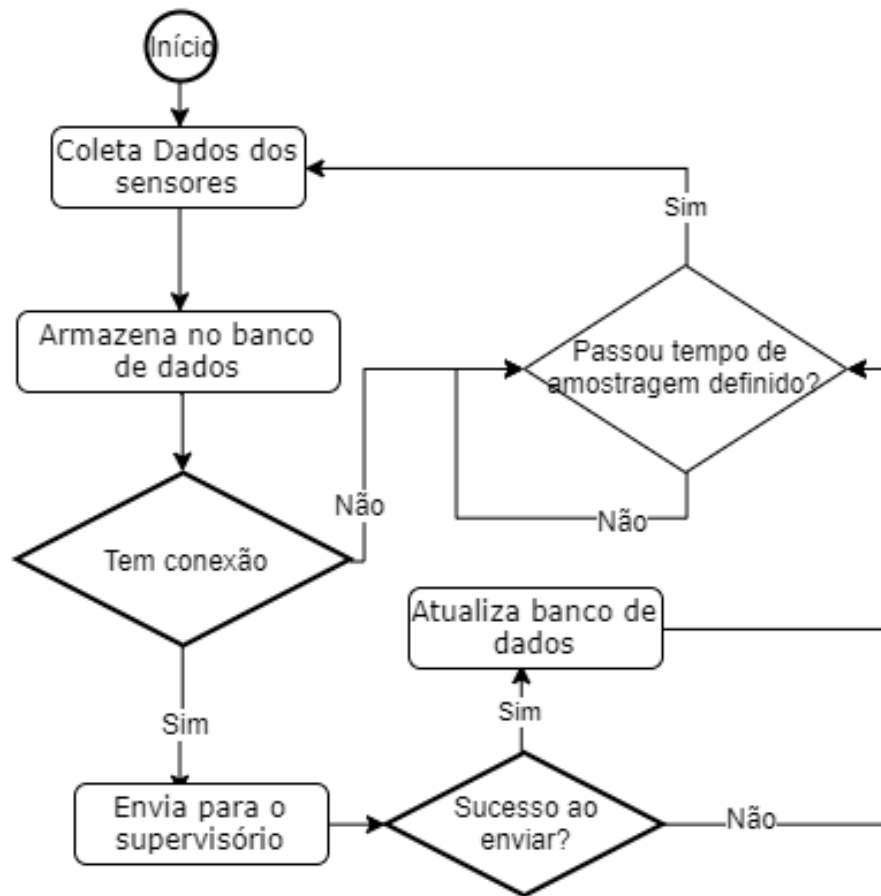 Início
Coleta Dados dos
sensores
Sim
Armazena no banco
de dados
Passou tempo de
amostragem definido?
Não
Não
Tem conexão
Atualiza banco de
dados
Sim
Sim
Envia para o
supervisório
Sucesso ao
enviar?
Não